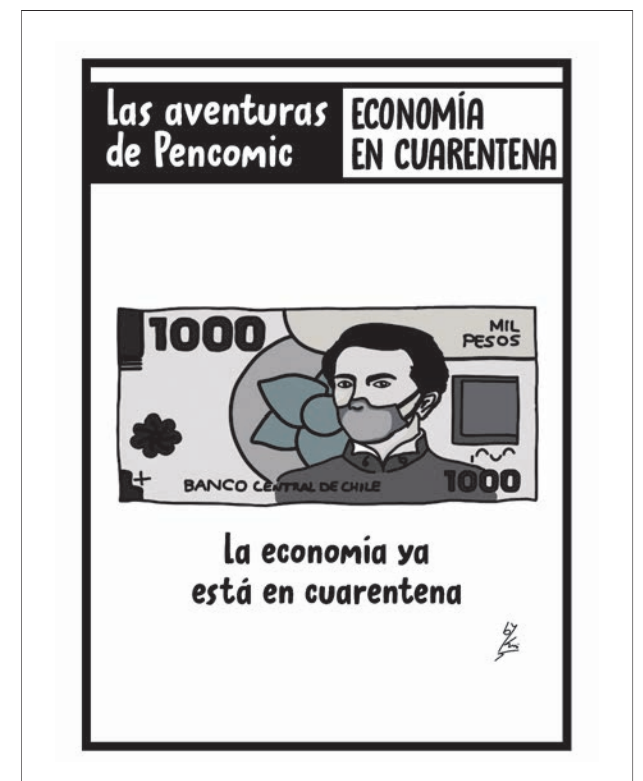 Las aventuras
de Pencomic
ECONOMÍA
EN CUARENTENA
1000
MIL
PESOS
BANCO CENTRAL DE CHILE
1000
La economía ya
está en cuarentena
by